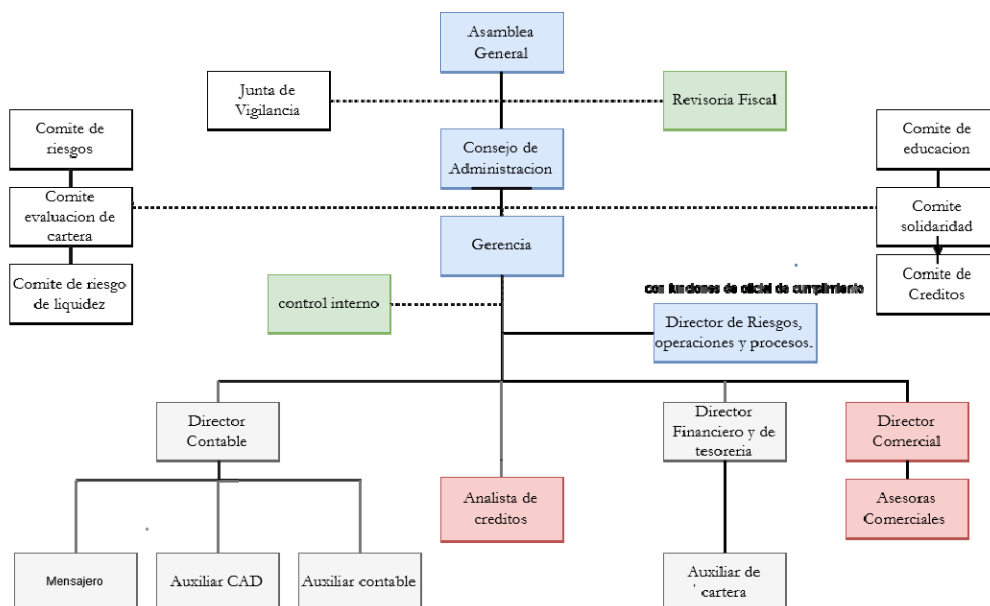 Asamblea
General
Junta de
Vigilancia
Revisoria Fiscal
Comite de
riesgos
Consejo de
Administracion
Comite de
educacion
Comite
evaluacion de
cartera
Comite
solidaridad
Gerencia
Comite de riesgo
de liquidez
control interno
con funciones de oficial de cumplimiento
Comite de
Creditos
Director de Riesgos,
operaciones y procesos.
Director
Contable
Director
Financiero y de
tesoreria
Director
Comercial
Analista de
creditos
Asesoras
Comerciales
Mensajero
Auxiliar CAD
Auxiliar contable
Auxiliar de
cartera